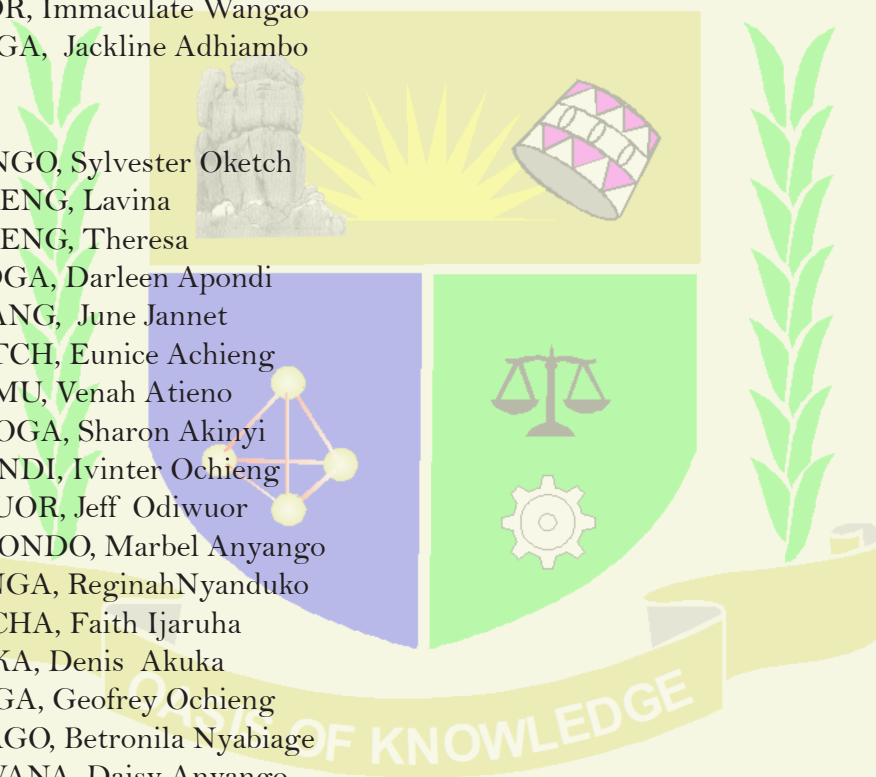 OR, Immaculate Wangao
GA, Jackline Adhiambo
NGO, Sylvester Oketch
ENG, Lavina
ENG, Theresa
OGA, Darleen Apondi
ANG, June Jannet
TCH, Eunice Achieng
MU, Venah Atieno
OGA, Sharon Akinyi
NDI, Ivinter Ochieng
UOR, Jeff Odiwuor
ONDO, Marbel Anyango
NGA, ReginahNyanduko
CHA, Faith Ijaruha
KA, Denis Akuka
GA, Geofrey Ochieng
AGO, Betronila Nyabiage
Daisy Anyango
OASIS OF KNOWLEDGE